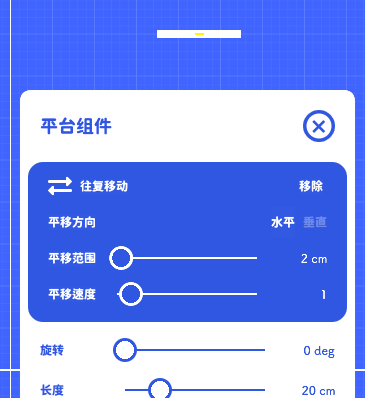 平台组件
往复移动 移除
平移方向 水平 垂直
平移范围 2 cm
平移速度 1
旋转 0 deg
长度 20 cm